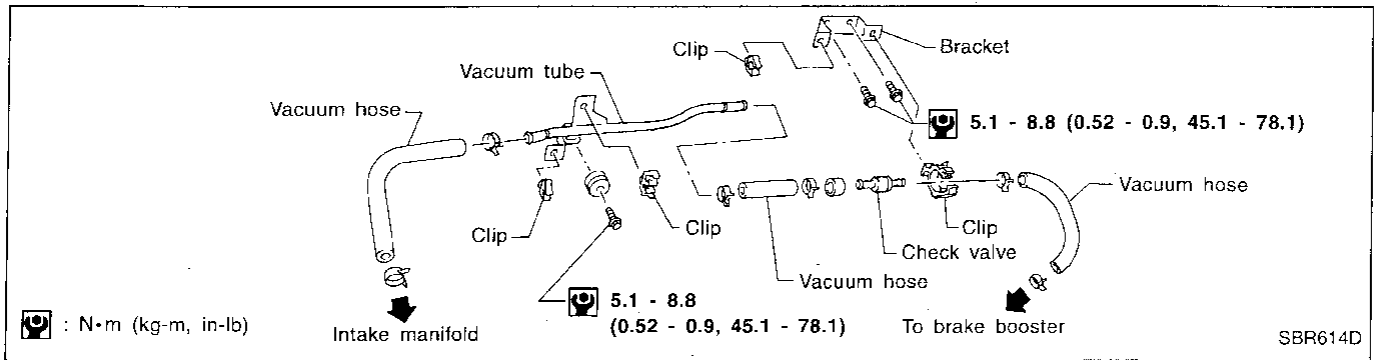 Clip
Bracket
Vacuum tube
Vacuum hose
5.1 - 8.8 (0.52 - 0.9, 45.1 - 78.1)
Vacuum hose
Clip
Clip
Clip
Check valve
Vacuum hose
5.1 - 8.8
(0.52 - 0.9, 45.1 - 78.1)
: N•m (kg-m, in-lb)
Intake manifold
To brake booster
SBR614D